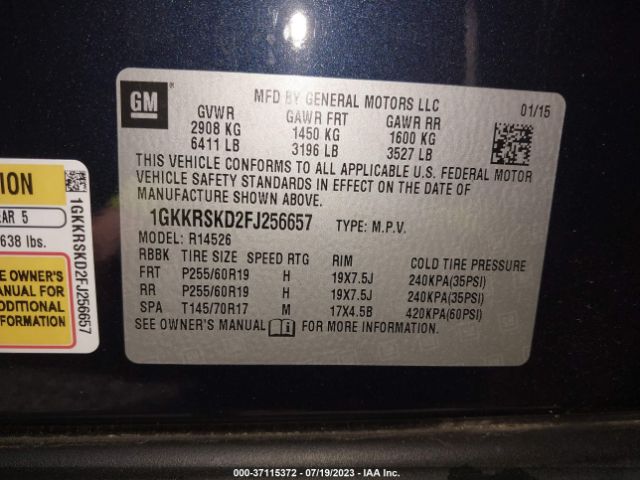 GM
MFD BY GENERAL MOTORS LLC
01/15
GVWR GAWR FRT GAWR RR
2908 KG 1450 KG 1600 KG
6411 LB 3196 LB 3527 LB
THIS VEHICLE CONFORMS TO ALL APPLICABLE U.S. FEDERAL MOTOR
VEHICLE SAFETY STANDARDS IN EFFECT ON THE DATE OF
MANUFACTURE SHOWN ABOVE.
1GKKRSKD2FJ256657 TYPE: M.P.V.
MODEL: R14526
RBBK TIRE SIZE SPEED RTG RIM COLD TIRE PRESSURE
FRT P255/60R19 H 19X7.5J 240KPA(35PSI)
RR P255/60R19 H 19X7.5J 240KPA(35PSI)
SPA T145/70R17 M 17X4.5B 420KPA(60PSI)
SEE OWNER'S MANUAL i FOR MORE INFORMATION.
ION
AR 5
638 lbs.
E OWNER'S
MANUAL FOR
DDITIONAL
FORMATION
1GKKRSKD2FJ256657
000-37115372 / 07/19/2023 / IAA Inc.